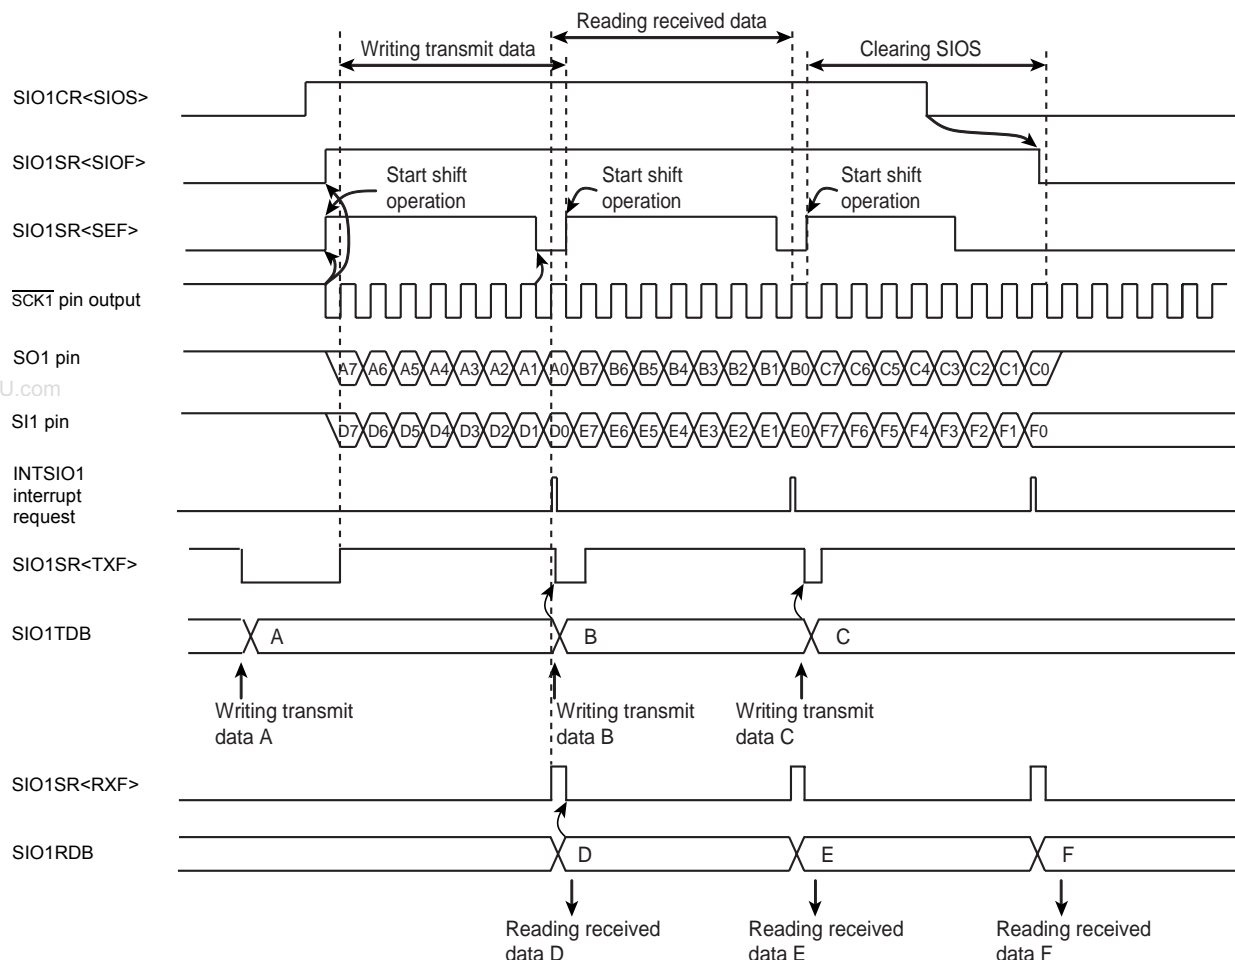 Reading received data
Writing transmit data
Clearing SIOS
SIO1CR<SIOS>
SIO1SR<SIOF>
Start shift
operation
Start shift
operation
Start shift
operation
SIO1SR<SEF>
SCK1 pin output
SO1 pin
A7 A6 A5 A4 A3 A2 A1 A0 B7 B6 B5 B4 B3 B2 B1 B0 C7 C6 C5 C4 C3 C2 C1 C0
U.com
SI1 pin
D7 D6 D5 D4 D3 D2 D1 D0 E7 E6 E5 E4 E3 E2 E1 E0 F7 F6 F5 F4 F3 F2 F1 F0
INTSIO1
interrupt
request
SIO1SR<TXF>
SIO1TDB
A
B
C
Writing transmit
data A
Writing transmit
data B
Writing transmit
data C
SIO1SR<RXF>
SIO1RDB
D
E
F
Reading received
data D
Reading received
data E
Reading received
data F